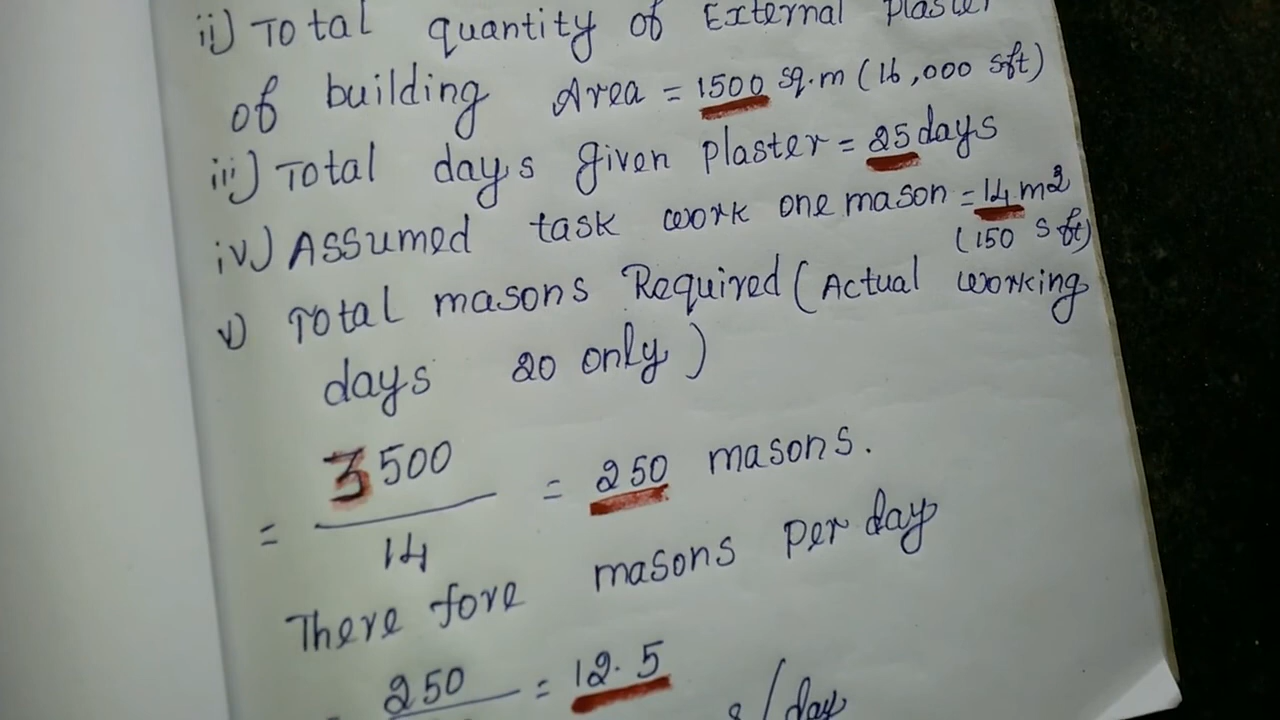 ii) Total quantity of External plaster
of building Area = 1500 sq.m (16,000 sft)
iii) Total days given plaster = 25 days
iv) Assumed task work one mason = 14 m2
(150 sft)
v) Total masons Required (Actual working
days 20 only)
= 3500 / 14 = 250 masons.
There fore masons per day
250 = 12.5
/ day